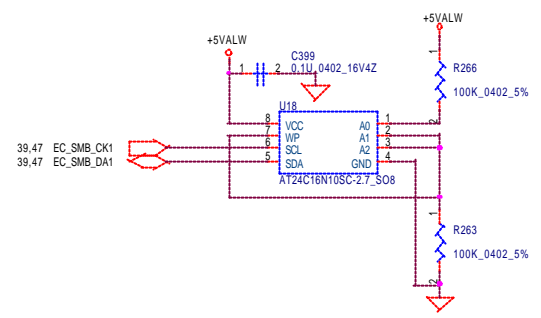 +5VALW
+5VALW
C399
1 2 0.1U_0402_16V4Z
1
R266
100K_0402_5%
2
U18
8 VCC A0 1
7 WP A1 2
39,47 EC_SMB_CK1 6 SCL A2 3
39,47 EC_SMB_DA1 5 SDA GND 4
AT24C16N10SC-2.7_SO8
1
R263
100K_0402_5%
2